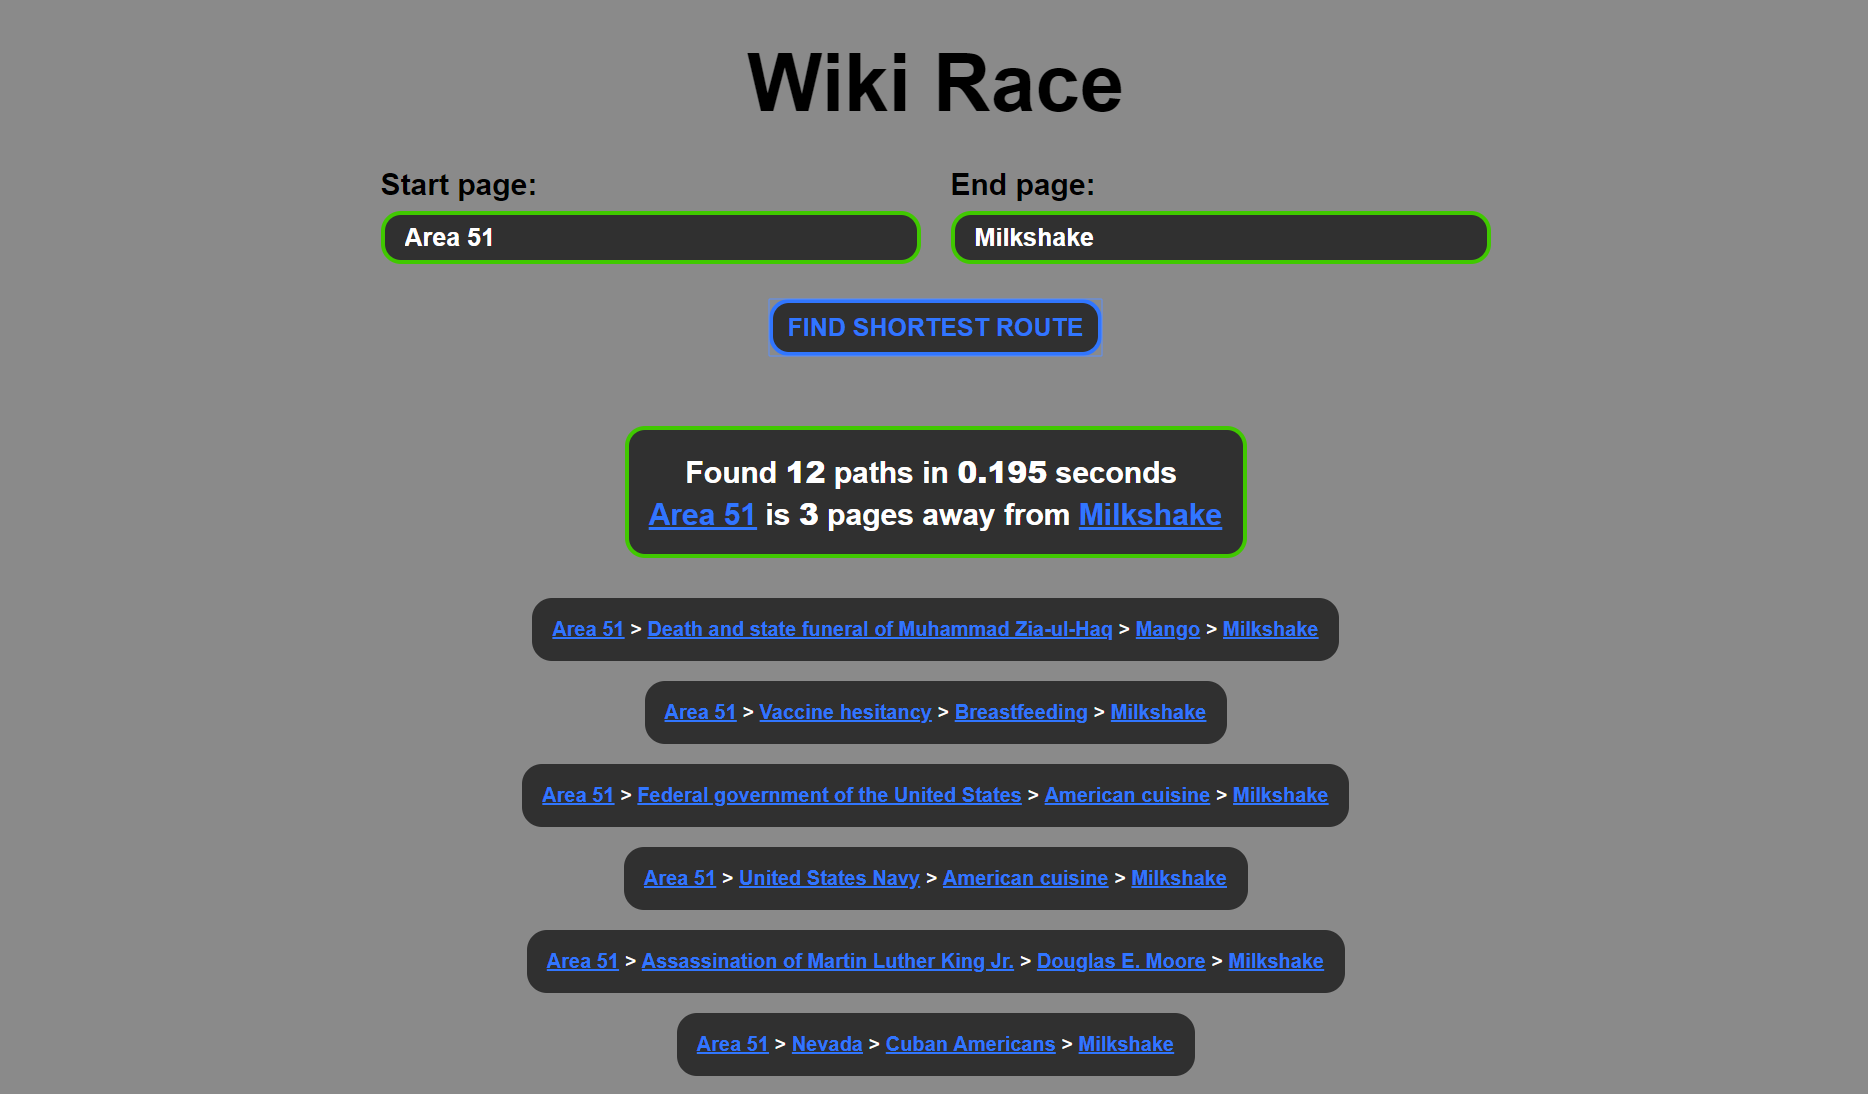 Wiki Race
Start page:
End page:
Area 51
Milkshake
FIND SHORTEST ROUTE
Found 12 paths in 0.195 seconds
Area 51 is 3 pages away from Milkshake
Area 51 > Death and state funeral of Muhammad Zia-ul-Haq > Mango > Milkshake
Area 51 > Vaccine hesitancy > Breastfeeding > Milkshake
Area 51 > Federal government of the United States > American cuisine > Milkshake
Area 51 > United States Navy > American cuisine > Milkshake
Area 51 > Assassination of Martin Luther King Jr. > Douglas E. Moore > Milkshake
Area 51 > Nevada > Cuban Americans > Milkshake